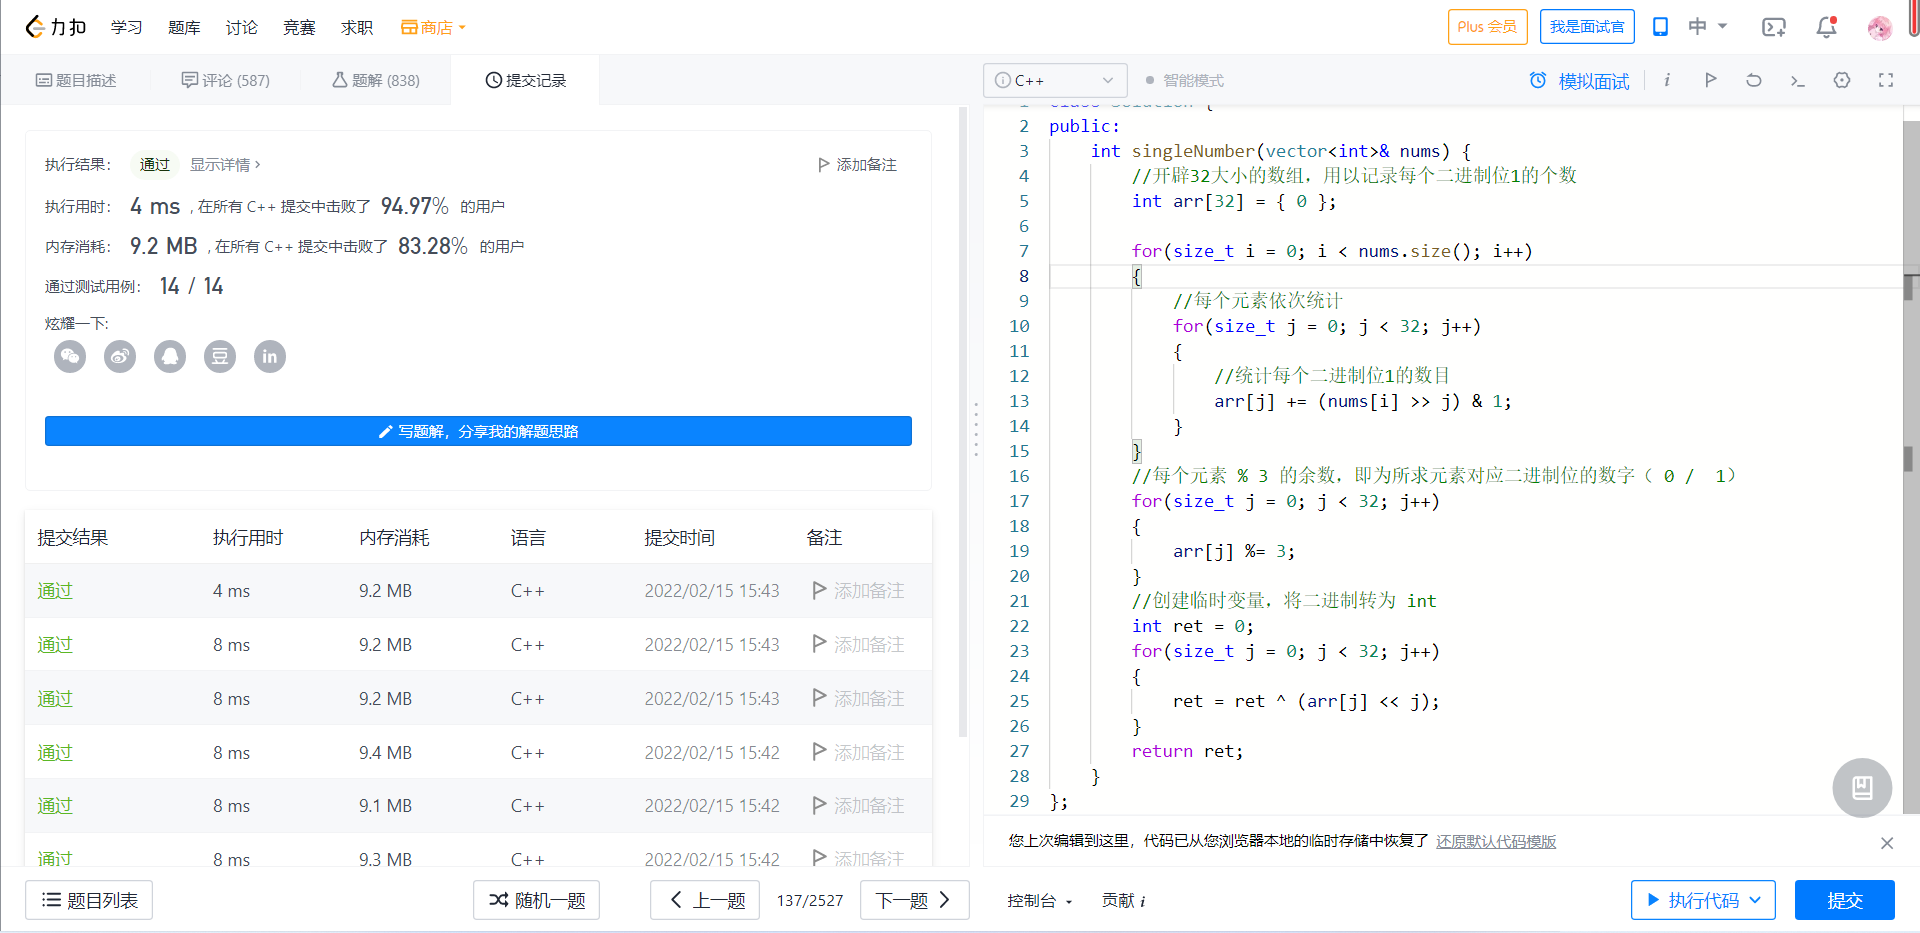 力扣 学习 题库 讨论 竞赛 求职 商店 Plus 会员 我是面试官 中
题目描述 评论 (587) 题解 (838) 提交记录
执行结果： 通过 显示详情 › 添加备注
执行用时： 4 ms , 在所有 C++ 提交中击败了 94.97% 的用户
内存消耗： 9.2 MB , 在所有 C++ 提交中击败了 83.28% 的用户
通过测试用例： 14 / 14
炫耀一下:
豆 in
写题解，分享我的解题思路
提交结果 执行用时 内存消耗 语言 提交时间 备注
通过 4 ms 9.2 MB C++ 2022/02/15 15:43 添加备注
通过 8 ms 9.2 MB C++ 2022/02/15 15:43 添加备注
通过 8 ms 9.2 MB C++ 2022/02/15 15:43 添加备注
通过 8 ms 9.4 MB C++ 2022/02/15 15:42 添加备注
通过 8 ms 9.1 MB C++ 2022/02/15 15:42 添加备注
通过 8 ms 9.3 MB C++ 2022/02/15 15:42 添加备注
题目列表 随机一题 上一题 137/2527 下一题
C++ 智能模式 模拟面试 i
1 class Solution {
2 public:
3 int singleNumber(vector<int>& nums) {
4 //开辟32大小的数组，用以记录每个二进制位1的个数
5 int arr[32] = { 0 };
6
7 for(size_t i = 0; i < nums.size(); i++)
8 {
9 //每个元素依次统计
10 for(size_t j = 0; j < 32; j++)
11 {
12 //统计每个二进制位1的数目
13 arr[j] += (nums[i] >> j) & 1;
14 }
15 }
16 //每个元素 % 3 的余数，即为所求元素对应二进制位的数字（ 0 / 1）
17 for(size_t j = 0; j < 32; j++)
18 {
19 arr[j] %= 3;
20 }
21 //创建临时变量，将二进制转为 int
22 int ret = 0;
23 for(size_t j = 0; j < 32; j++)
24 {
25 ret = ret ^ (arr[j] << j);
26 }
27 return ret;
28 }
29 };
您上次编辑到这里，代码已从您浏览器本地的临时存储中恢复了 还原默认代码模版
控制台 贡献 i 执行代码 提交